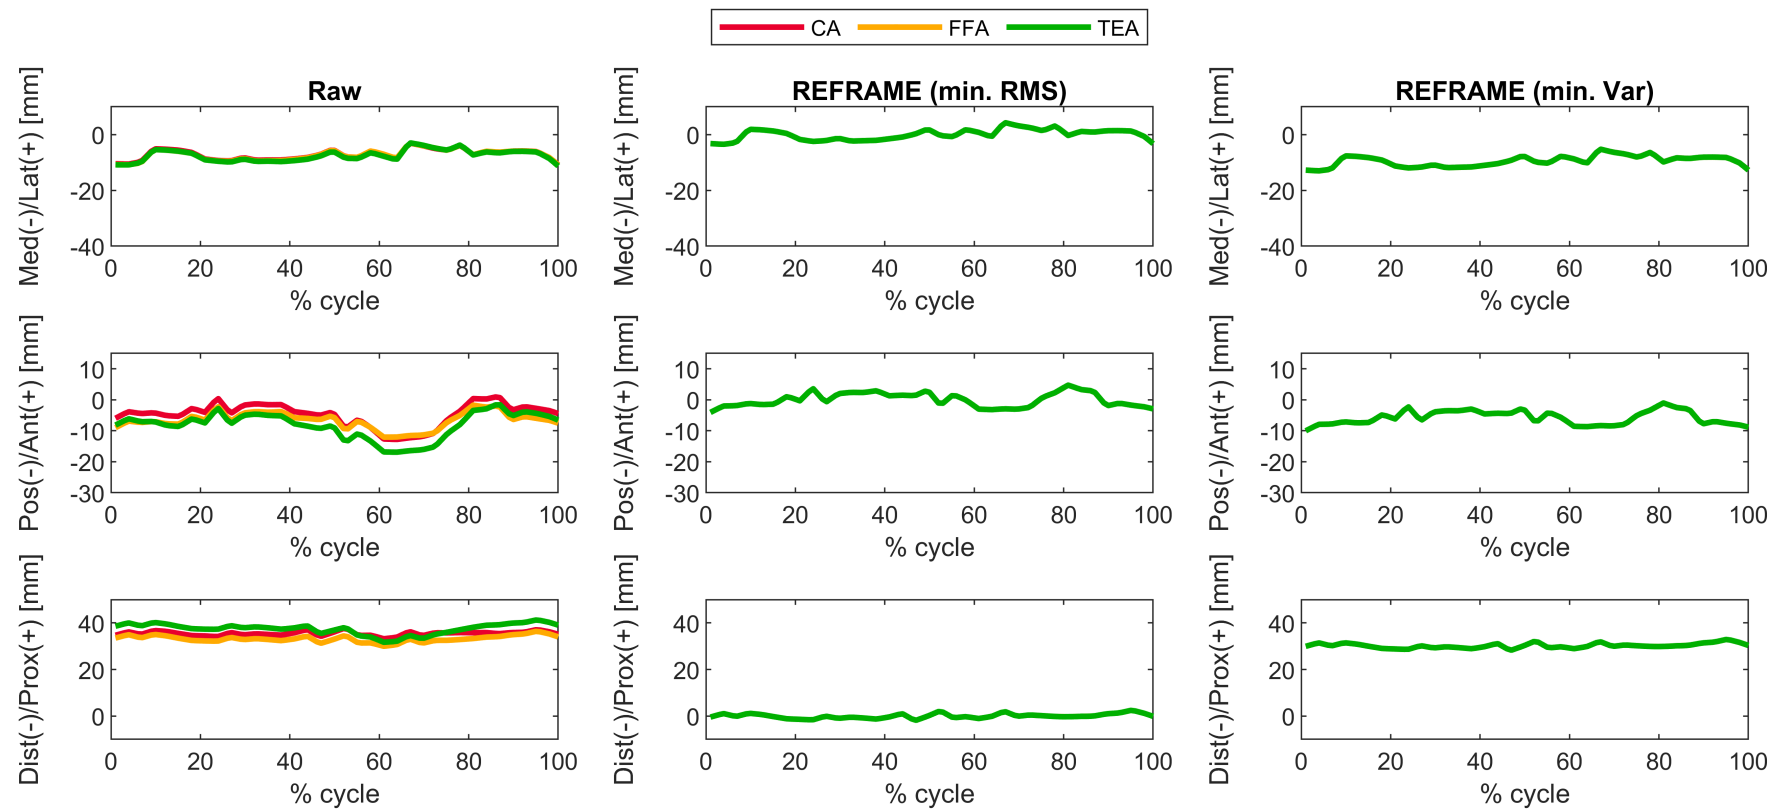 CA FFA TEA
Raw
Med(-)/Lat(+) [mm]
0
-20
-40
0 20 40 60 80 100
% cycle
REFRAME (min. RMS)
Med(-)/Lat(+) [mm]
0
-20
-40
0 20 40 60 80 100
% cycle
REFRAME (min. Var)
Med(-)/Lat(+) [mm]
0
-20
-40
0 20 40 60 80 100
% cycle
Pos(-)/Ant(+) [mm]
10
0
-10
-20
-30
0 20 40 60 80 100
% cycle
Pos(-)/Ant(+) [mm]
10
0
-10
-20
-30
0 20 40 60 80 100
% cycle
Pos(-)/Ant(+) [mm]
10
0
-10
-20
-30
0 20 40 60 80 100
% cycle
Dist(-)/Prox(+) [mm]
40
20
0
0 20 40 60 80 100
% cycle
Dist(-)/Prox(+) [mm]
40
20
0
0 20 40 60 80 100
% cycle
Dist(-)/Prox(+) [mm]
40
20
0
0 20 40 60 80 100
% cycle